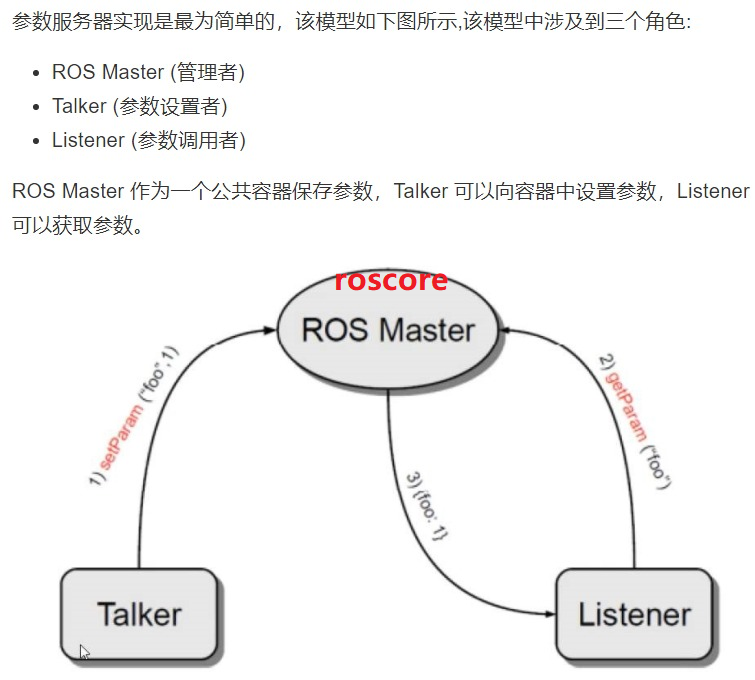 参数服务器实现是最为简单的，该模型如下图所示,该模型中涉及到三个角色:
ROS Master (管理者)
Talker (参数设置者)
Listener (参数调用者)
ROS Master 作为一个公共容器保存参数，Talker 可以向容器中设置参数，Listener
可以获取参数。
roscore
ROS Master
1) setParam ("foo",1)
2) getParam ("foo")
3) {foo: 1}
Talker
Listener